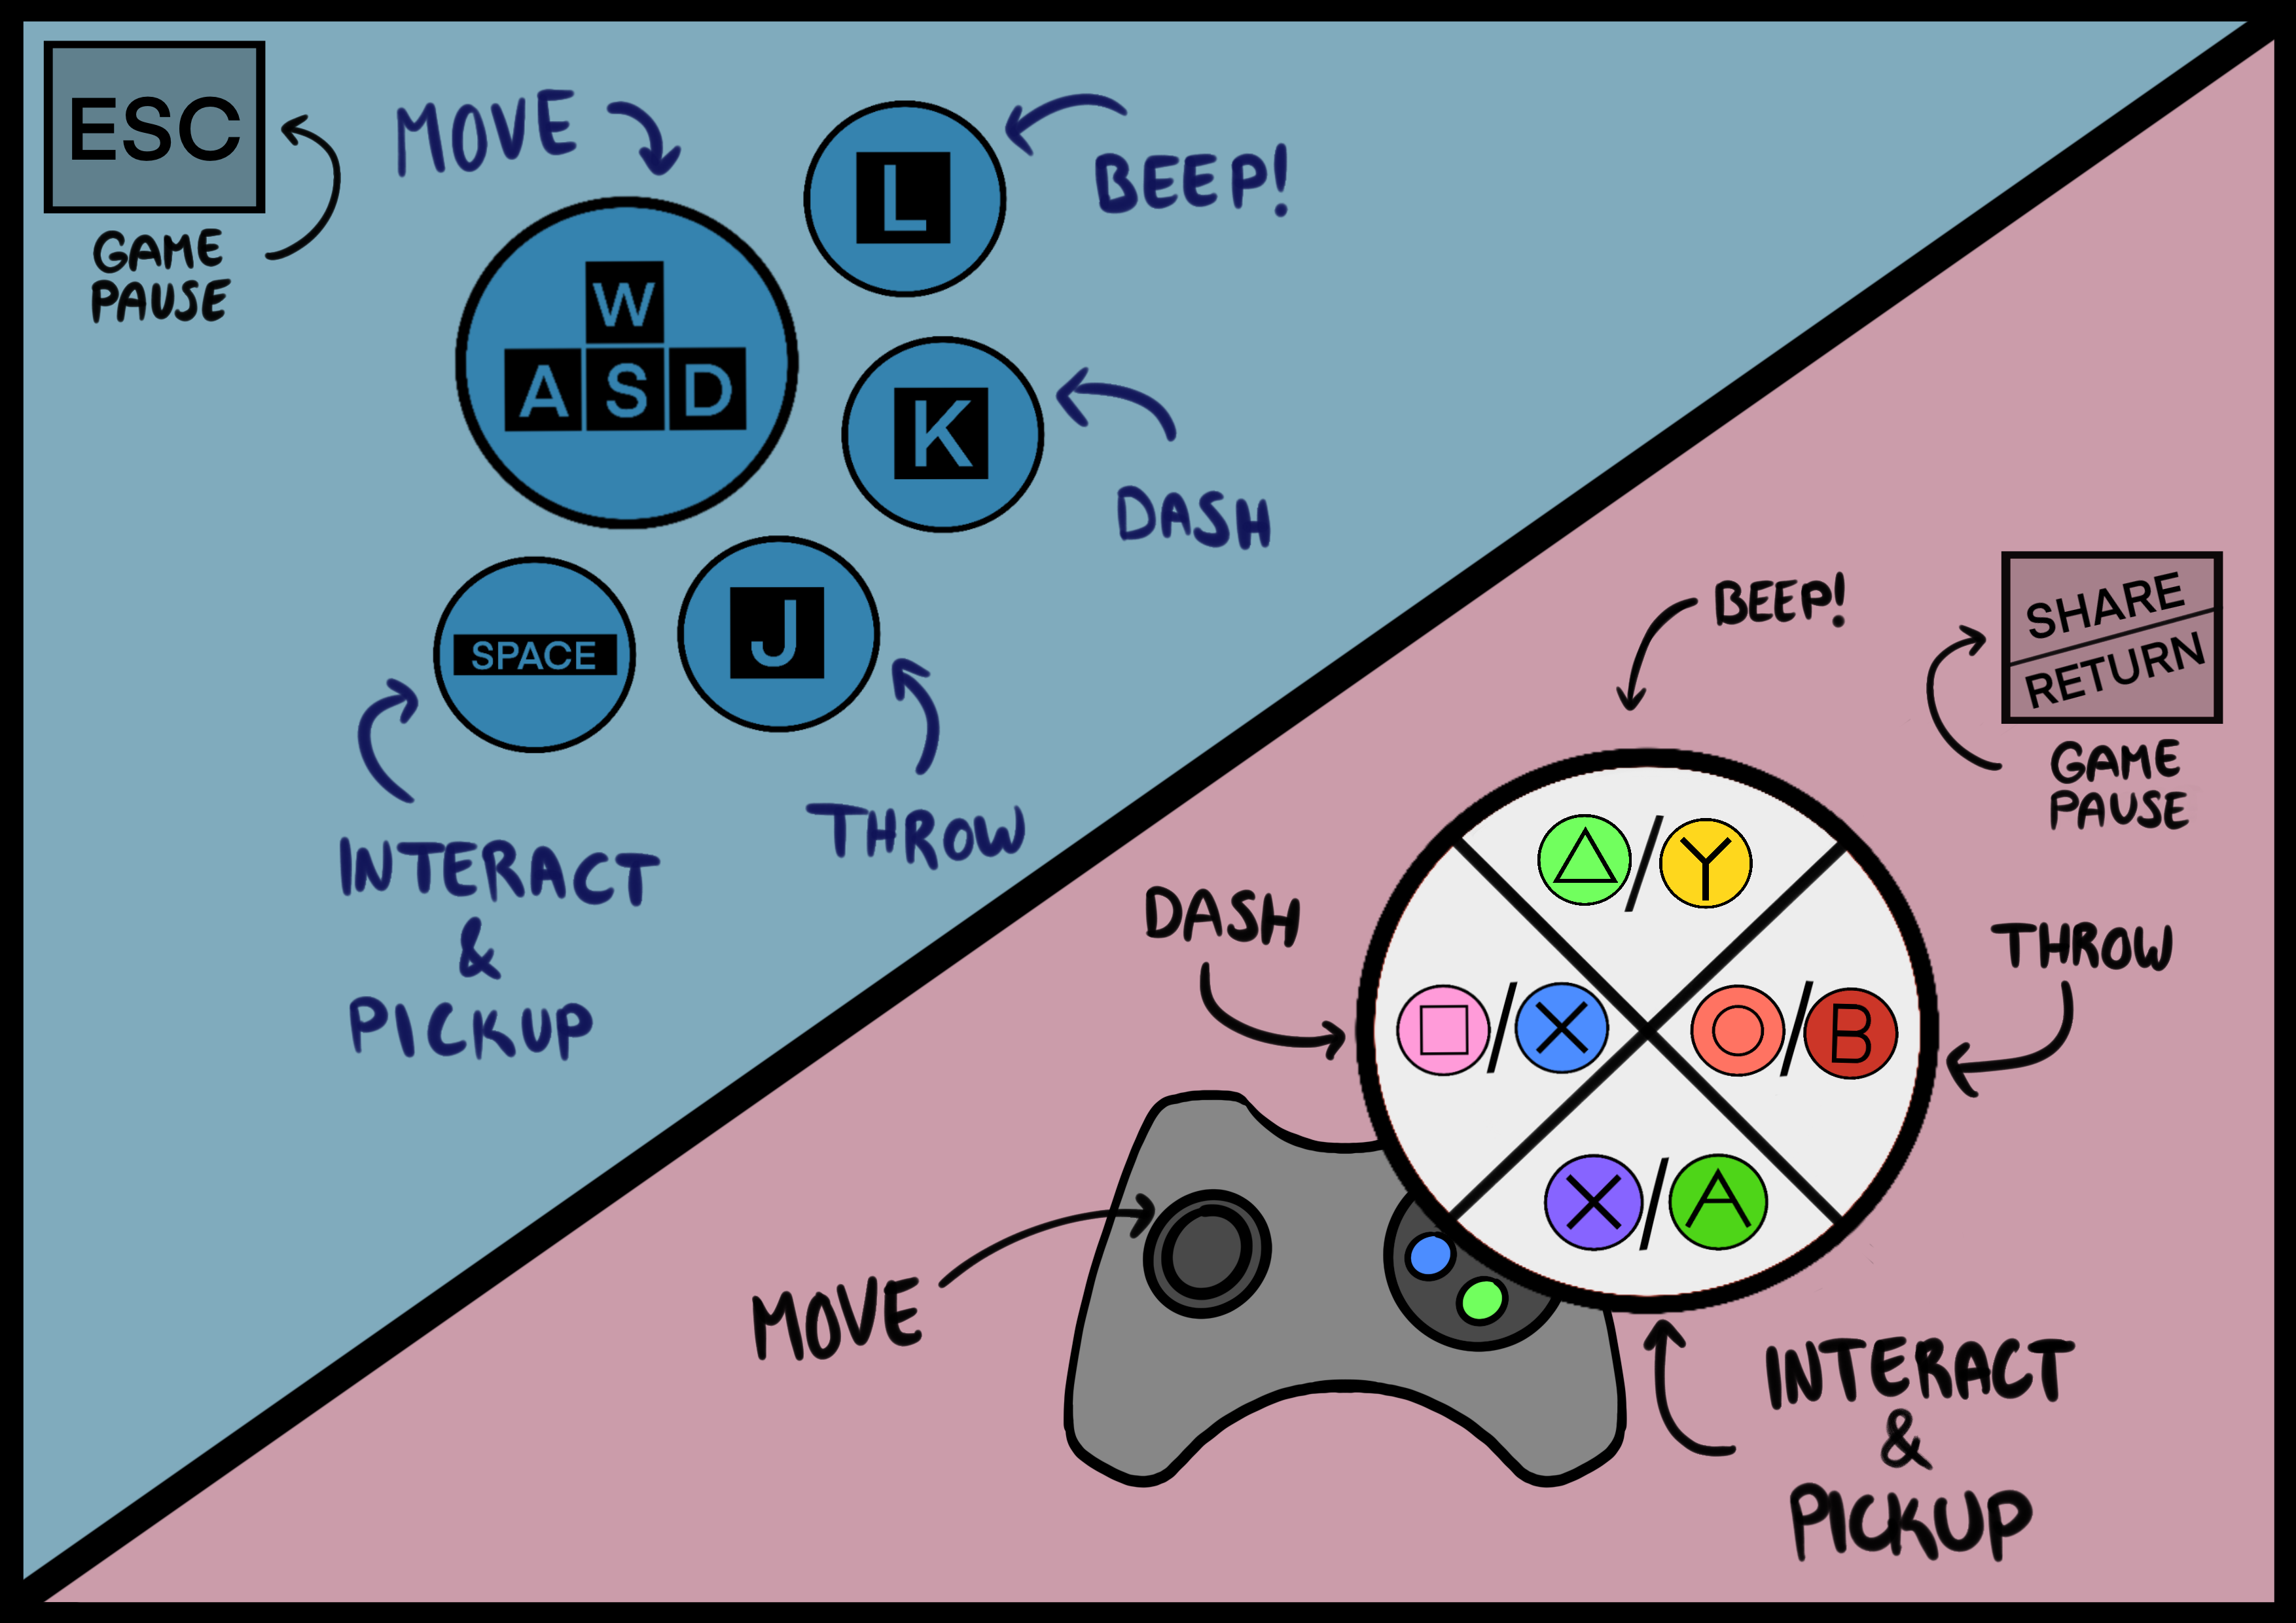 ESC
GAME
PAUSE
MOVE
L
BEEP!
W
A S D
K
DASH
SPACE
J
INTERACT
&
PICKUP
THROW
BEEP!
SHARE
RETURN
GAME
PAUSE
△/Y
DASH
□/X
○/B
THROW
X/A
MOVE
INTERACT
&
PICKUP